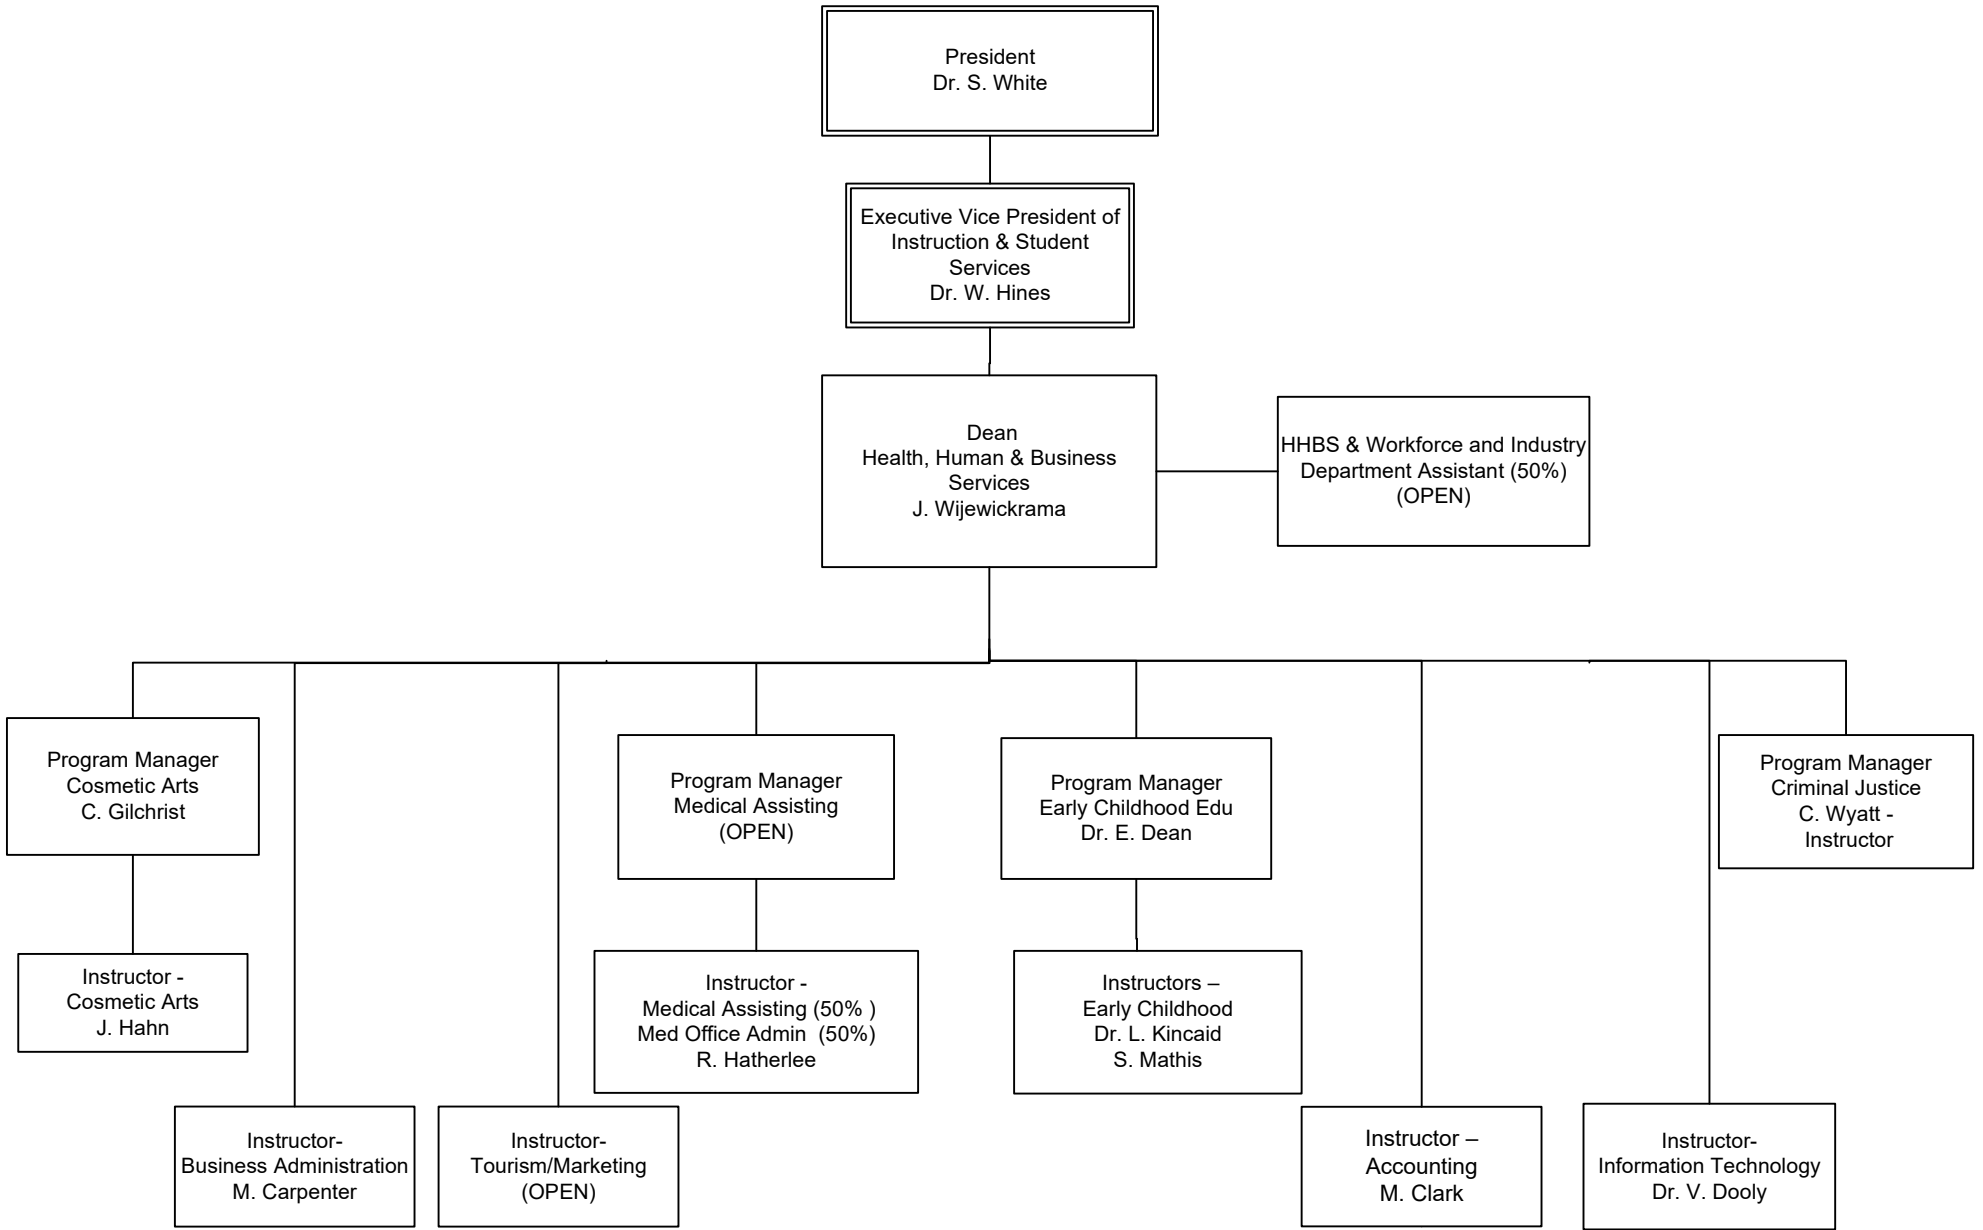 President
Dr. S. White
Executive Vice President of
Instruction & Student
Services
Dr. W. Hines
Dean
Health, Human & Business
Services
J. Wijewickrama
HHBS & Workforce and Industry
Department Assistant (50%)
(OPEN)
Program Manager
Cosmetic Arts
C. Gilchrist
Program Manager
Medical Assisting
(OPEN)
Program Manager
Early Childhood Edu
Dr. E. Dean
Program Manager
Criminal Justice
C. Wyatt -
Instructor
Instructor -
Cosmetic Arts
J. Hahn
Instructor -
Medical Assisting (50% )
Med Office Admin  (50%)
R. Hatherlee
Instructors –
Early Childhood
Dr. L. Kincaid
S. Mathis
Instructor-
Business Administration
M. Carpenter
Instructor-
Tourism/Marketing
(OPEN)
Instructor –
Accounting
M. Clark
Instructor-
Information Technology
Dr. V. Dooly